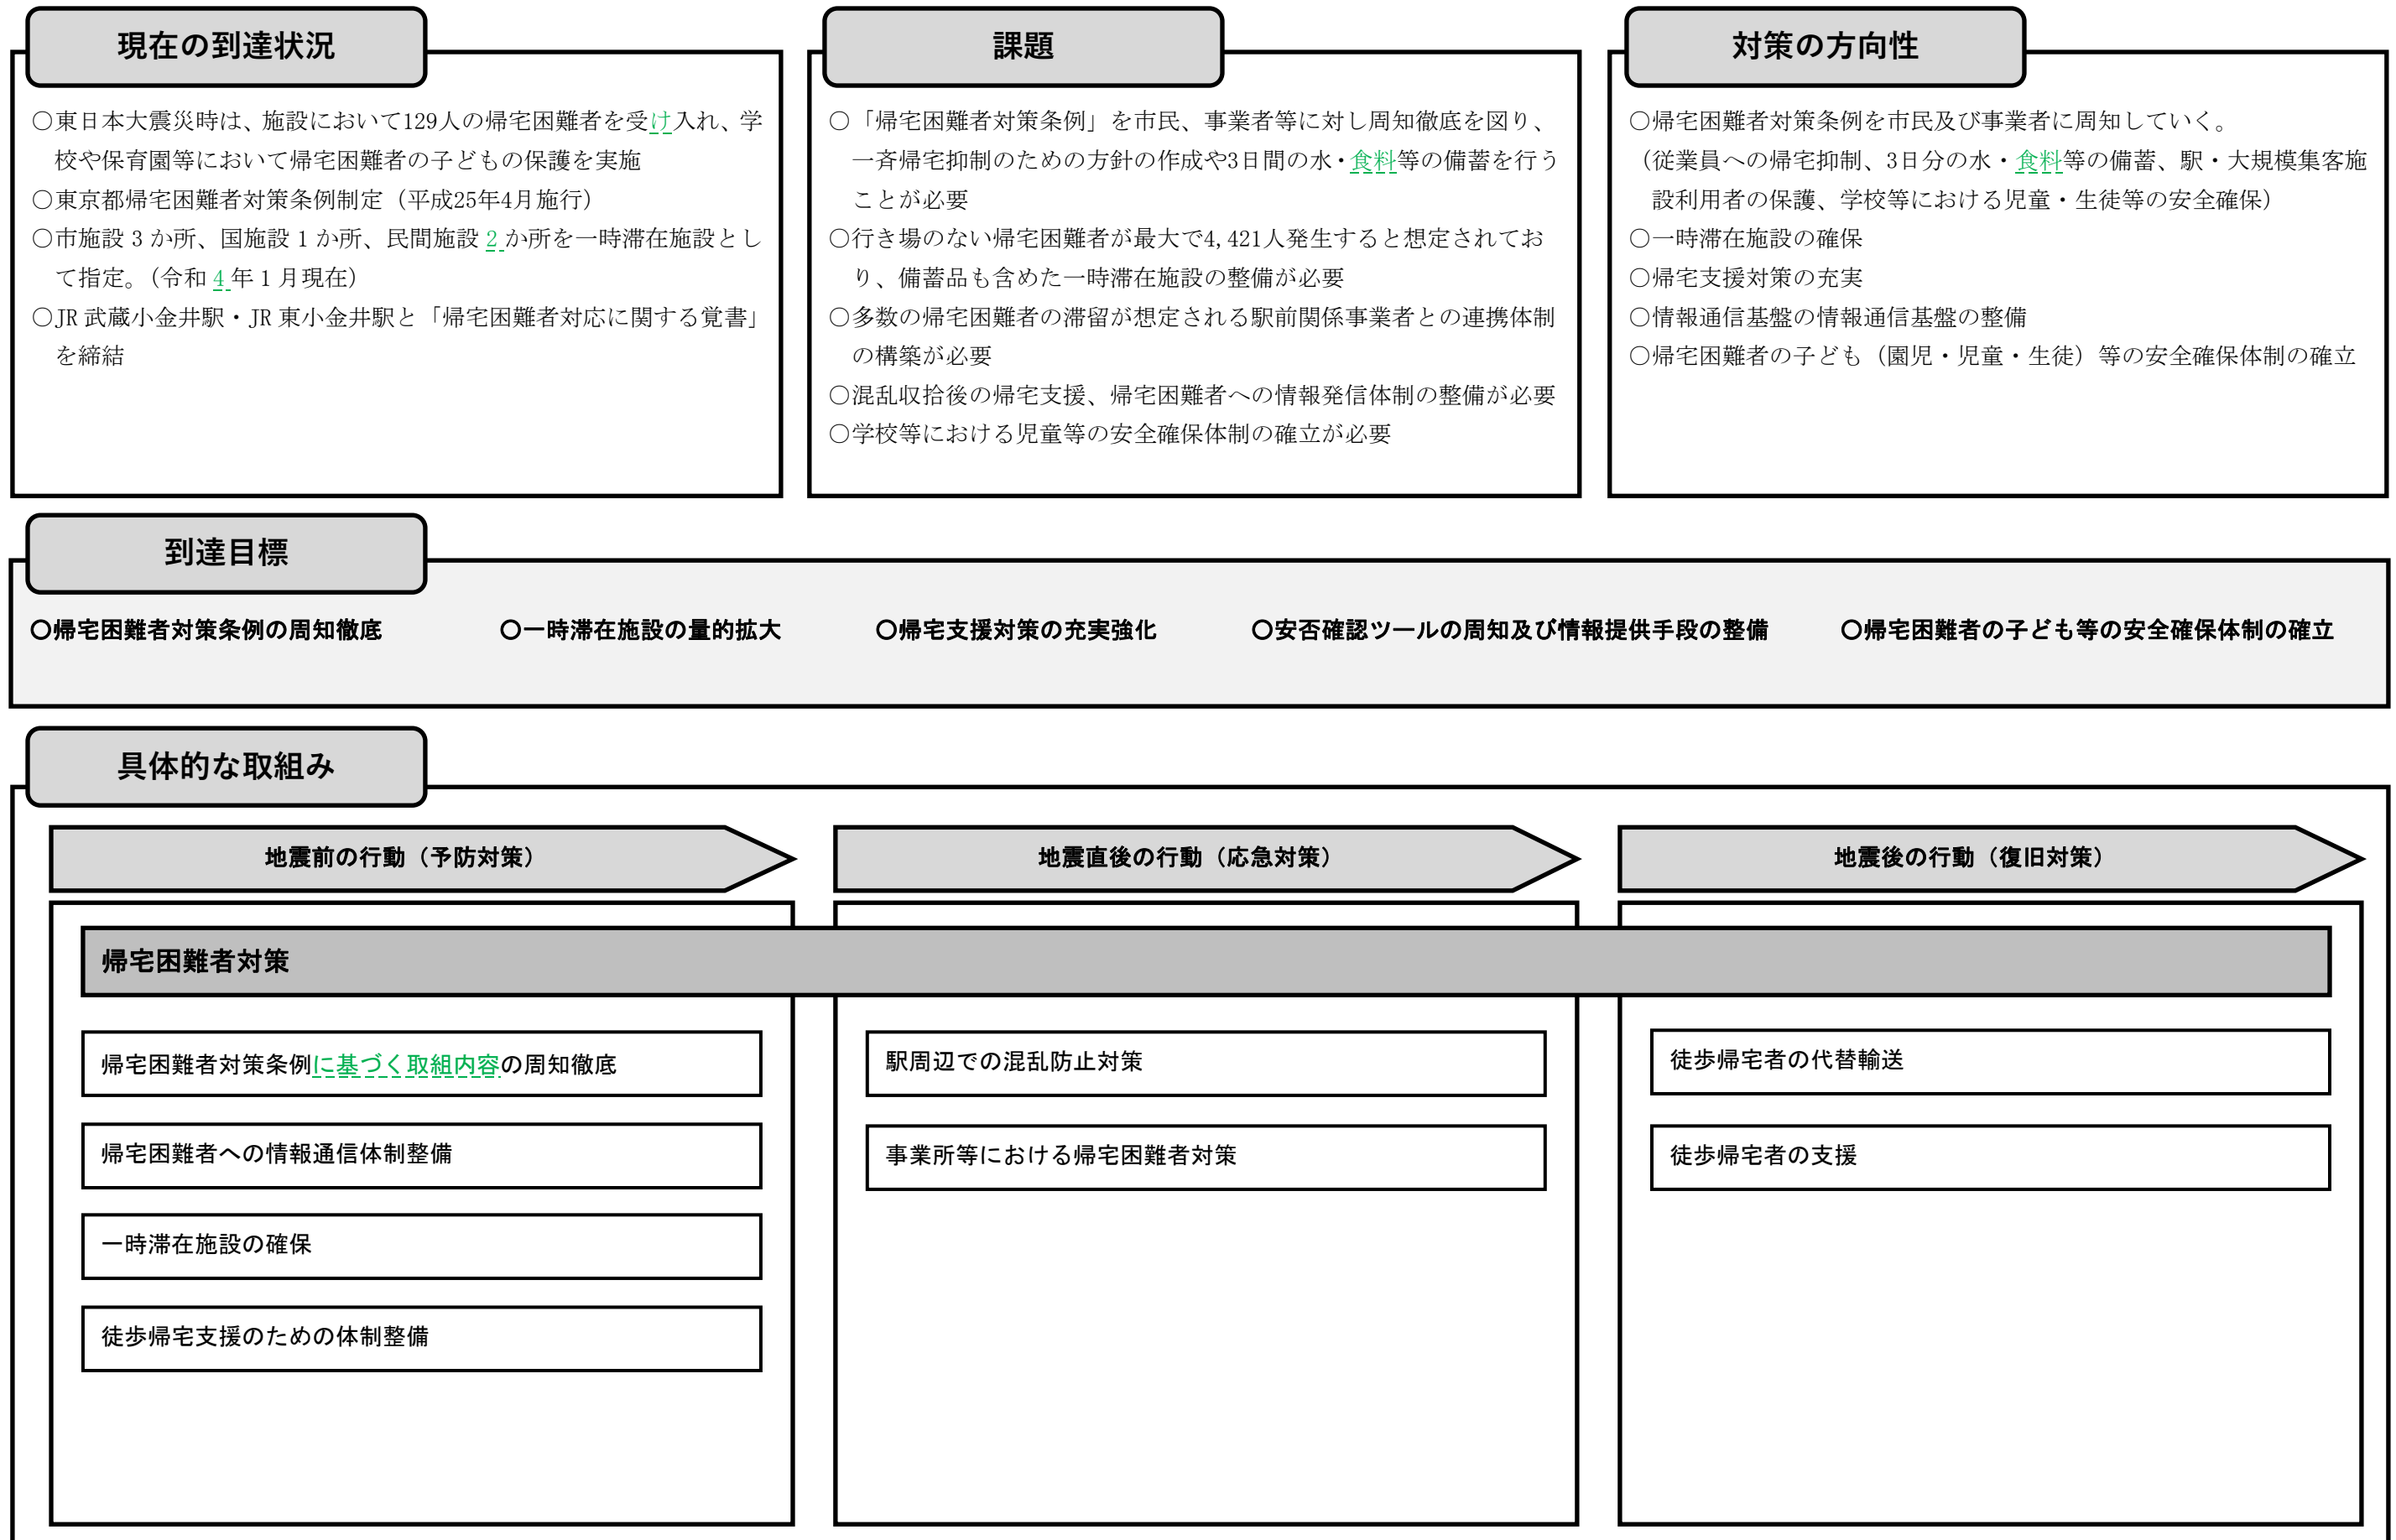 現在の到達状況
○東日本大震災時は、施設において129人の帰宅困難者を受け入れ、学
校や保育園等において帰宅困難者の子どもの保護を実施
○東京都帰宅困難者対策条例制定（平成25年4月施行）
○市施設３か所、国施設１か所、民間施設２か所を一時滞在施設とし
て指定。（令和４年１月現在）
○JR 武蔵小金井駅・JR 東小金井駅と「帰宅困難者対応に関する覚書」
を締結
課題
○「帰宅困難者対策条例」を市民、事業者等に対し周知徹底を図り、
一斉帰宅抑制のための方針の作成や3日間の水・食料等の備蓄を行う
ことが必要
○行き場のない帰宅困難者が最大で4,421人発生すると想定されてお
り、備蓄品も含めた一時滞在施設の整備が必要
○多数の帰宅困難者の滞留が想定される駅前関係事業者との連携体制
の構築が必要
○混乱収拾後の帰宅支援、帰宅困難者への情報発信体制の整備が必要
○学校等における児童等の安全確保体制の確立が必要
対策の方向性
○帰宅困難者対策条例を市民及び事業者に周知していく。
（従業員への帰宅抑制、3日分の水・食料等の備蓄、駅・大規模集客施
設利用者の保護、学校等における児童・生徒等の安全確保）
○一時滞在施設の確保
○帰宅支援対策の充実
○情報通信基盤の情報通信基盤の整備
○帰宅困難者の子ども（園児・児童・生徒）等の安全確保体制の確立
到達目標
○帰宅困難者対策条例の周知徹底 ○一時滞在施設の量的拡大 ○帰宅支援対策の充実強化 ○安否確認ツールの周知及び情報提供手段の整備 ○帰宅困難者の子ども等の安全確保体制の確立
具体的な取組み
地震前の行動（予防対策） 地震直後の行動（応急対策） 地震後の行動（復旧対策）
帰宅困難者対策
帰宅困難者対策条例に基づく取組内容の周知徹底
帰宅困難者への情報通信体制整備
一時滞在施設の確保
徒歩帰宅支援のための体制整備
駅周辺での混乱防止対策
事業所等における帰宅困難者対策
徒歩帰宅者の代替輸送
徒歩帰宅者の支援